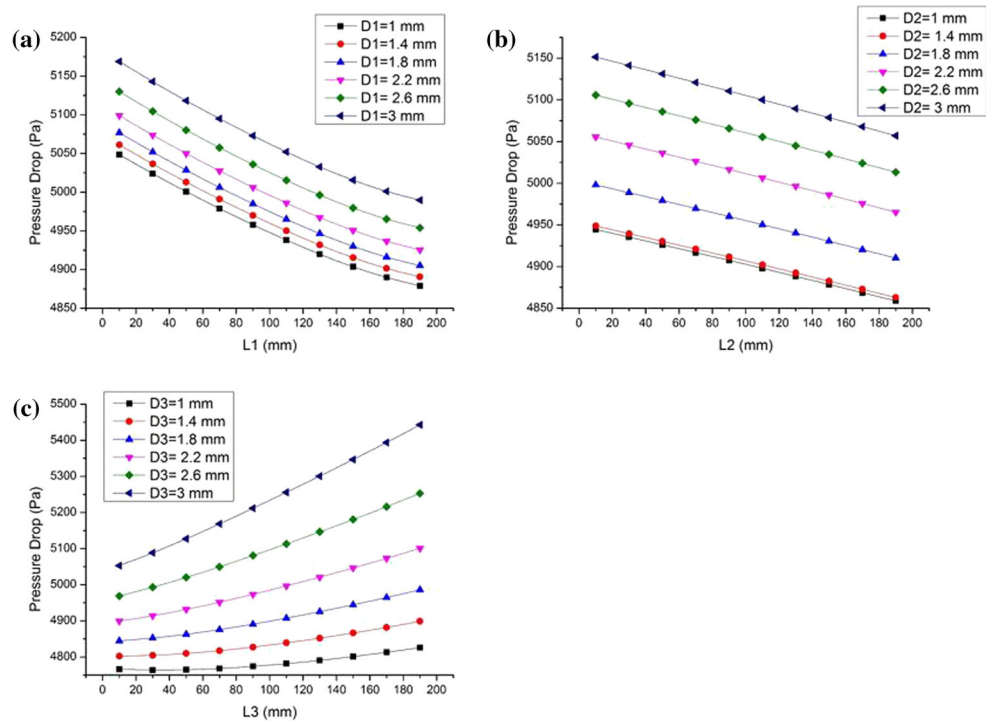 (a)
D1=1 mm
D1=1.4 mm
D1=1.8 mm
D1= 2.2 mm
D1= 2.6 mm
D1=3 mm
5200
5150
5100
5050
5000
4950
4900
4850
Pressure Drop (Pa)
0 20 40 60 80 100 120 140 160 180 200
L1 (mm)
(b)
D2=1 mm
D2= 1.4 mm
D2= 1.8 mm
D2= 2.2 mm
D2=2.6 mm
D2= 3 mm
5150
5100
5050
5000
4950
4900
4850
Pressure Drop (Pa)
0 20 40 60 80 100 120 140 160 180 200
L2 (mm)
(c)
D3=1 mm
D3=1.4 mm
D3=1.8 mm
D3= 2.2 mm
D3= 2.6 mm
D3=3 mm
5500
5400
5300
5200
5100
5000
4900
4800
Pressure Drop (Pa)
0 20 40 60 80 100 120 140 160 180 200
L3 (mm)